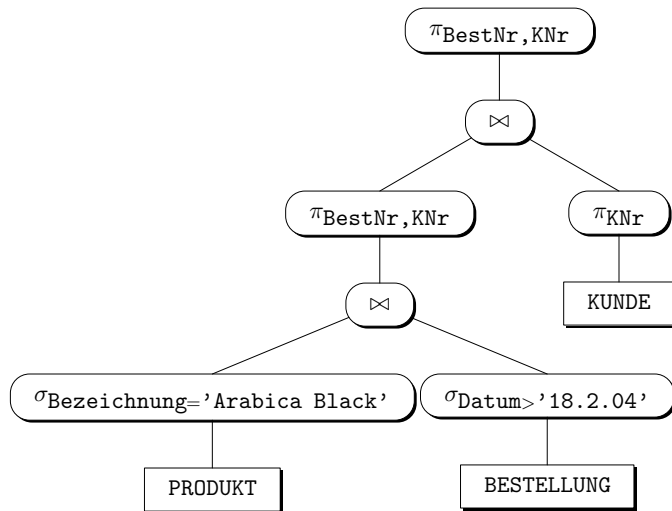 πBestNr,KNr
⋈
πBestNr,KNr
πKNr
KUNDE
⋈
σBezeichnung='Arabica Black'
σDatum>'18.2.04'
PRODUKT
BESTELLUNG